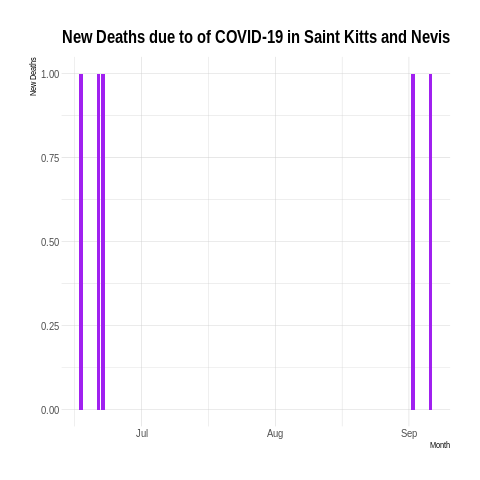 New Deaths due to of COVID-19 in Saint Kitts and Nevis
New Deaths
1.00
0.75
0.50
0.25
0.00
Jul
Aug
Sep
Month